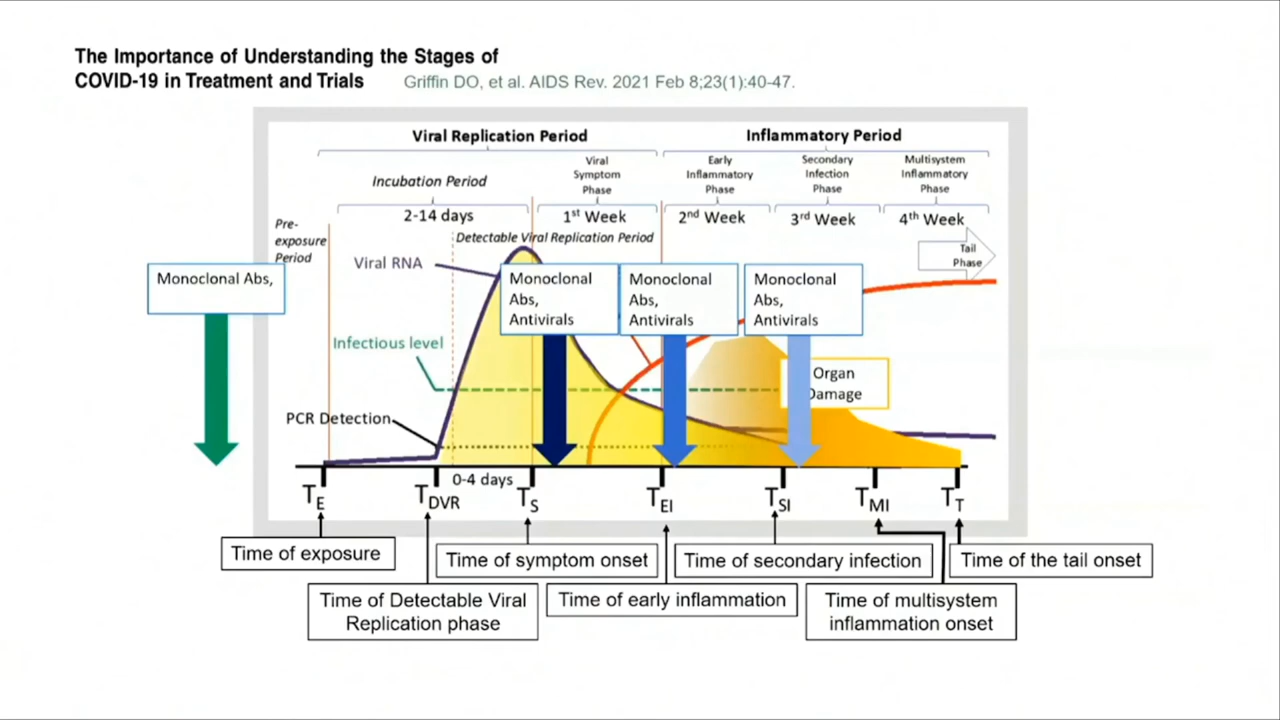 The Importance of Understanding the Stages of
COVID-19 in Treatment and Trials
Griffin DO, et al. AIDS Rev. 2021 Feb 8;23(1):40-47.
Viral Replication Period
Inflammatory Period
Incubation Period
Viral
Symptom
Phase
Early
Inflammatory
Phase
Secondary
Infection
Phase
Multisystem
Inflammatory
Phase
2-14 days
1st Week
2nd Week
3rd Week
4th Week
Pre-
exposure
Period
Detectable Viral Replication Period
Tail
Phase
Viral RNA
Monoclonal Abs,
Monoclonal
Abs,
Antivirals
Monoclonal
Abs,
Antivirals
Monoclonal
Abs,
Antivirals
Infectious level
Organ
Damage
PCR Detection
0-4 days
TE
TDVR
TS
TEI
TSI
TMI
TT
Time of exposure
Time of symptom onset
Time of secondary infection
Time of the tail onset
Time of Detectable Viral
Replication phase
Time of early inflammation
Time of multisystem
inflammation onset